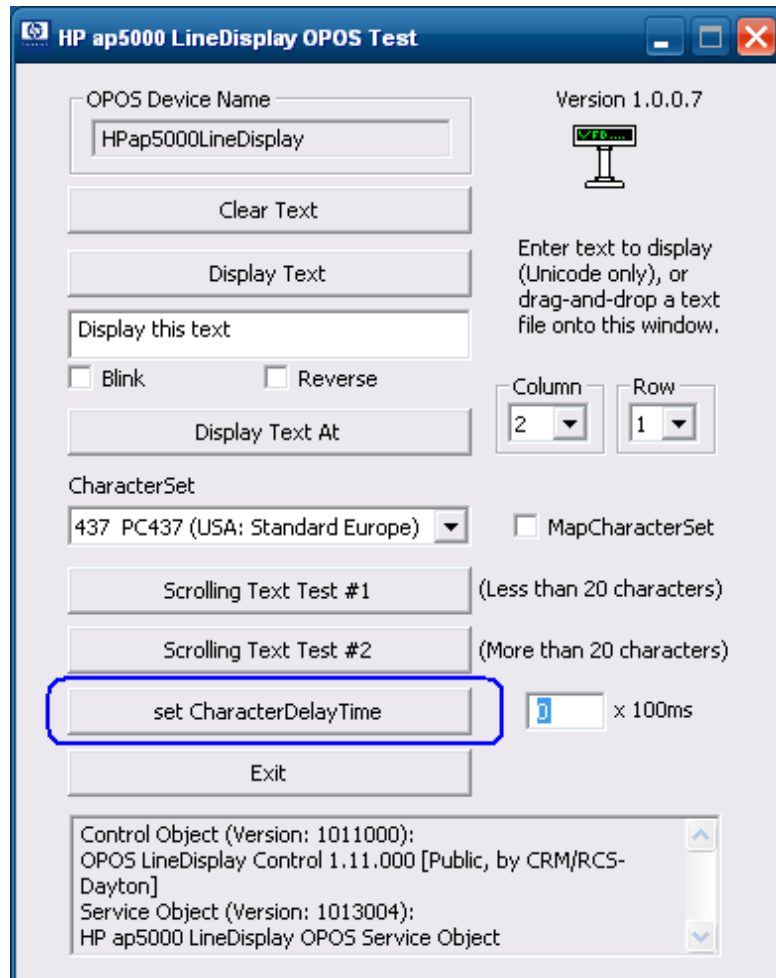 HP ap5000 LineDisplay OPOS Test
OPOS Device Name
Version 1.0.0.7
HPap5000LineDisplay
VFD....
Clear Text
Display Text
Enter text to display
(Unicode only), or
drag-and-drop a text
file onto this window.
Display this text
Blink
Reverse
Column
Row
2
1
Display Text At
CharacterSet
437 PC437 (USA: Standard Europe)
MapCharacterSet
Scrolling Text Test #1
(Less than 20 characters)
Scrolling Text Test #2
(More than 20 characters)
set CharacterDelayTime
0
x 100ms
Exit
Control Object (Version: 1011000):
OPOS LineDisplay Control 1.11.000 [Public, by CRM/RCS-
Dayton]
Service Object (Version: 1013004):
HP ap5000 LineDisplay OPOS Service Object